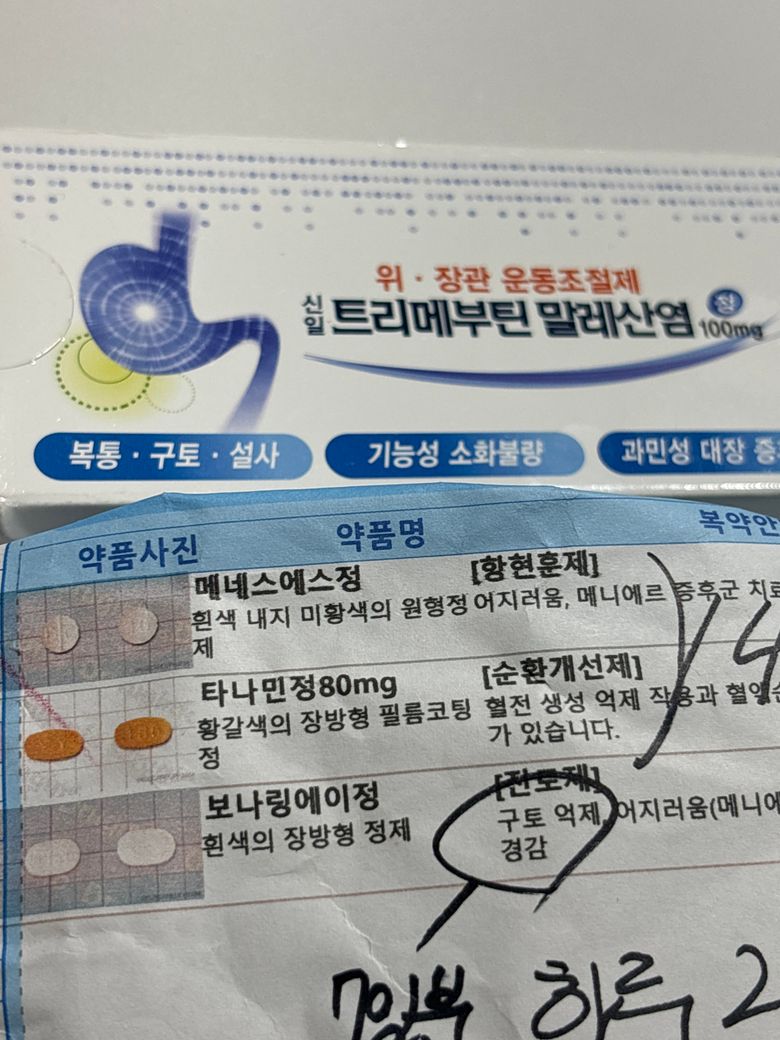 위·장관 운동조절제
신일 트리메부틴 말레산염 정 100mg
복통·구토·설사 기능성 소화불량 과민성 대장 증
약품사진 약품명 복약안
메네스에스정 [항현훈제]
흰색 내지 미황색의 원형정 어지러움, 메니에르 증후군 치료
제
타나민정80mg [순환개선제]
황갈색의 장방형 필름코팅 혈전 생성 억제 작용과 혈액순
정 가 있습니다.
보나링에이정 [진토제]
흰색의 장방형 정제 구토 억제, 어지러움(메니에
경감
7일분 하루 2